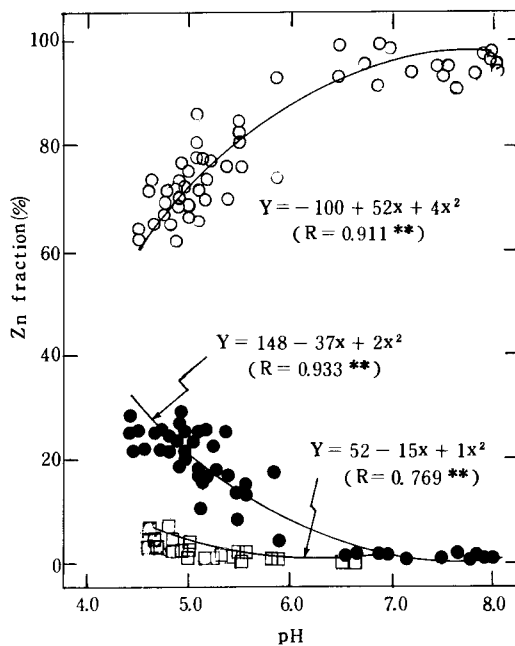 100
80
60
40
20
0
Zn fraction (%)
Y = − 100 + 52x + 4x²
( R = 0.911 ** )
Y = 148 − 37x + 2x²
( R = 0.933 ** )
Y = 52 − 15x + 1x²
( R = 0.769 ** )
4.0 5.0 6.0 7.0 8.0
pH